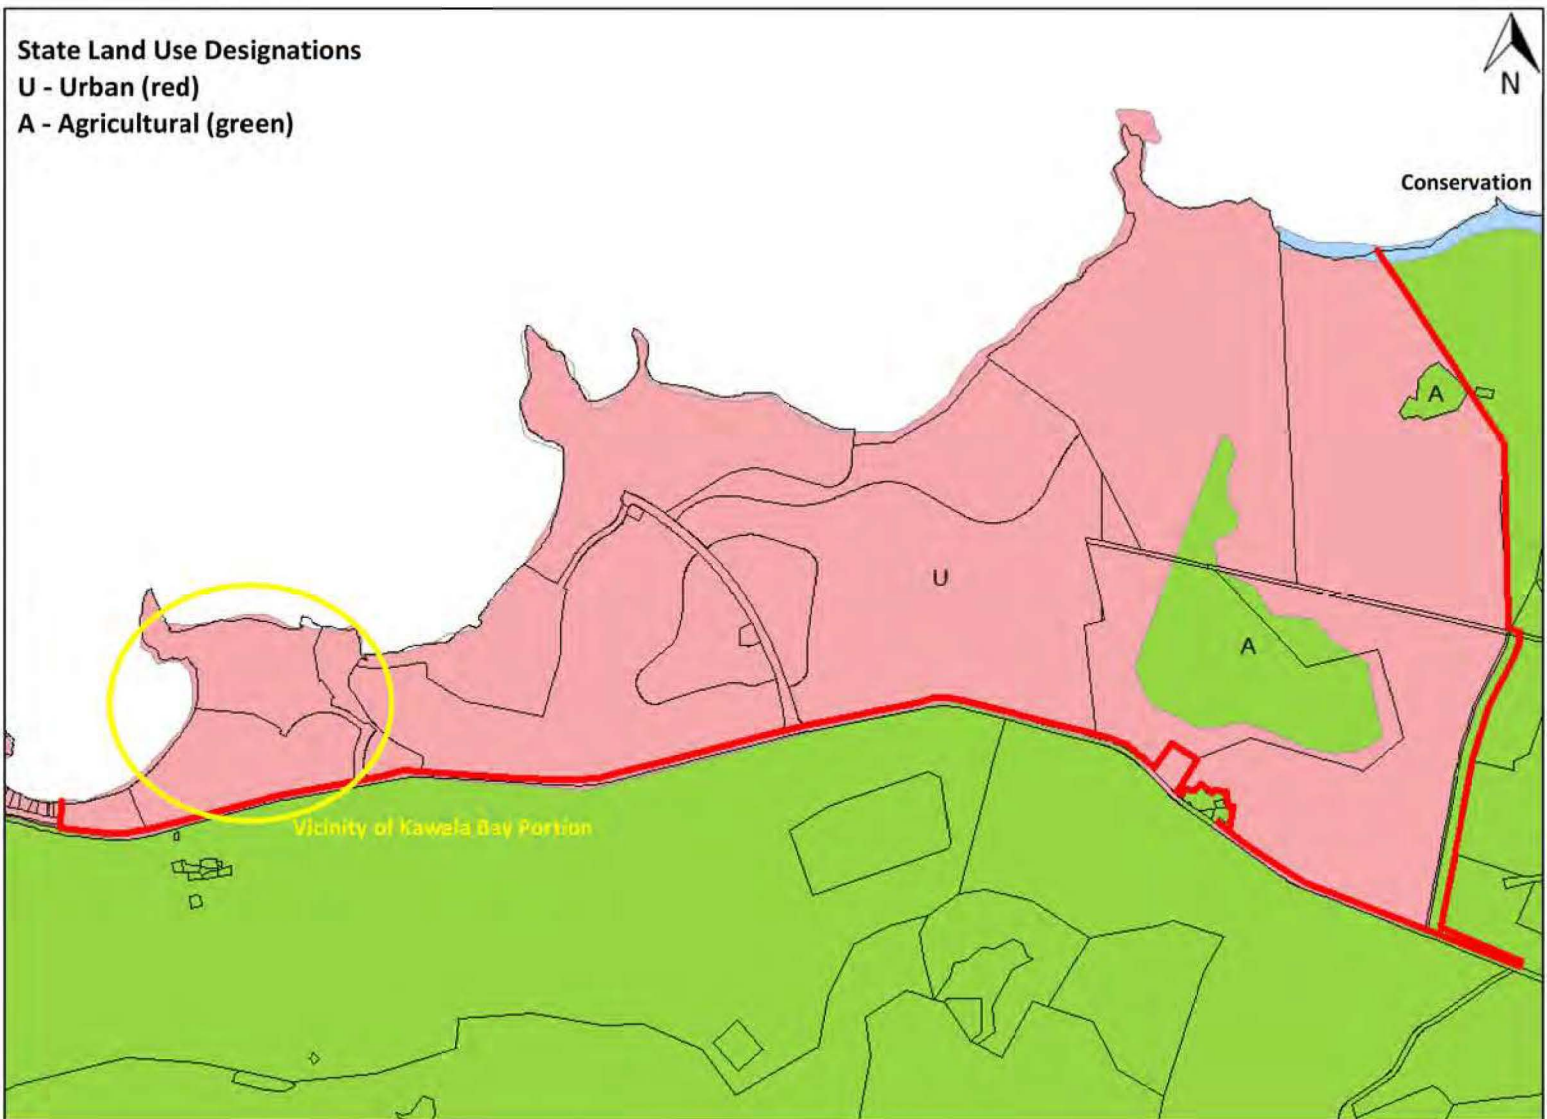 State Land Use Designations
U - Urban (red)
A - Agricultural (green)
N
Conservation
A
U
A
Vicinity of Kawela Bay Portion